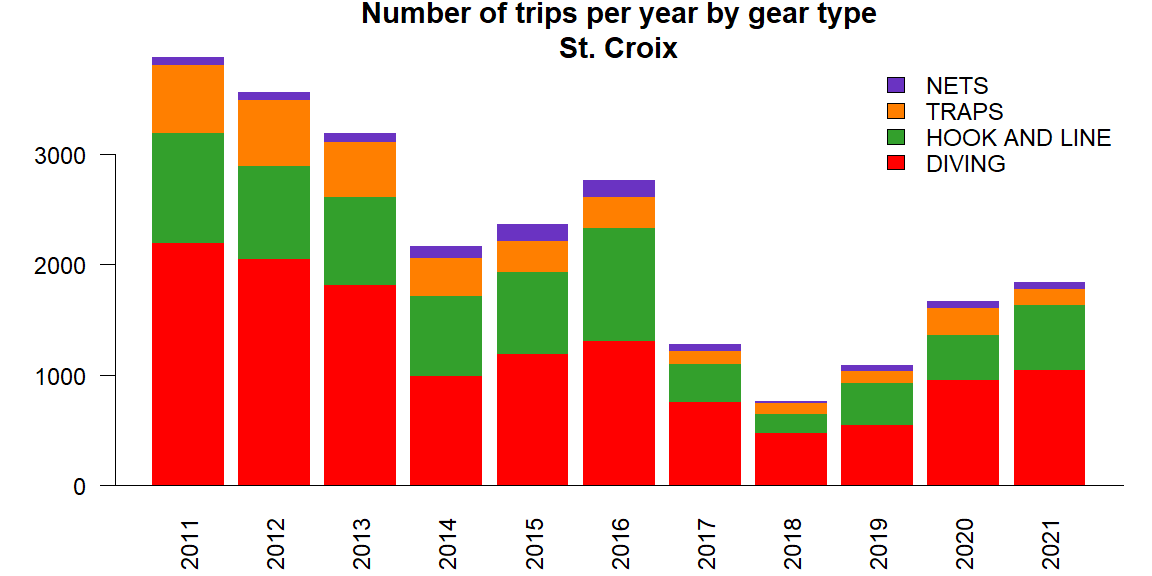 Number of trips per year by gear type
St. Croix
NETS
TRAPS
HOOK AND LINE
DIVING
3000
2000
1000
0
2011
2012
2013
2014
2015
2016
2017
2018
2019
2020
2021